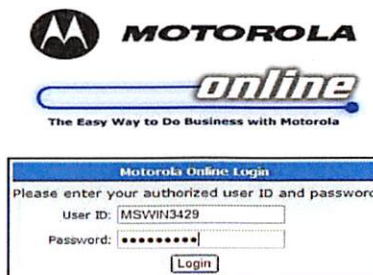 MOTOROLA
online
The Easy Way to Do Business with Motorola
Motorola Online Login
Please enter your authorized user ID and password
User ID: MSWIN3429
Password: •••••••••
Login